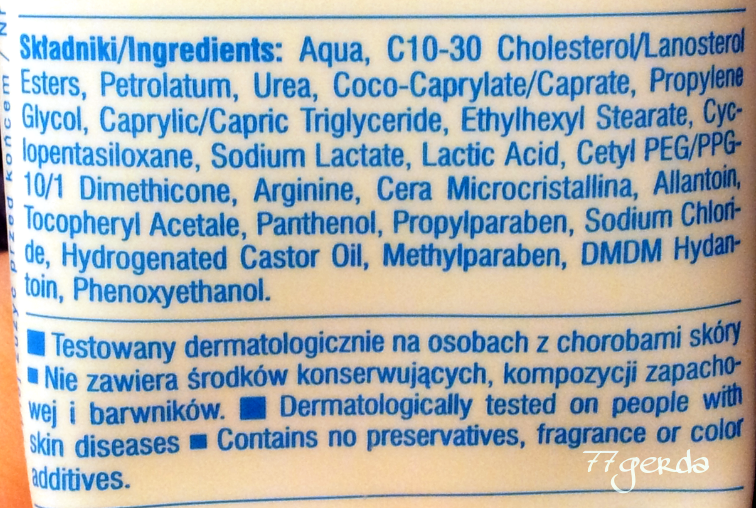 Składniki/Ingredients: Aqua, C10-30 Cholesterol/Lanosterol
Esters, Petrolatum, Urea, Coco-Caprylate/Caprate, Propylene
Glycol, Caprylic/Capric Triglyceride, Ethylhexyl Stearate, Cyc-
lopentasiloxane, Sodium Lactate, Lactic Acid, Cetyl PEG/PPG-
10/1 Dimethicone, Arginine, Cera Microcristallina, Allantoin,
Tocopheryl Acetale, Panthenol, Propylparaben, Sodium Chlori-
de, Hydrogenated Castor Oil, Methylparaben, DMDM Hydan-
toin, Phenoxyethanol.
■ Testowany dermatologicznie na osobach z chorobami skóry
■ Nie zawiera środków konserwujących, kompozycji zapacho-
wej i barwników. ■ Dermatologically tested on people with
skin diseases ■ Contains no preservatives, fragrance or color
additives.
77gerda
przed końcem /